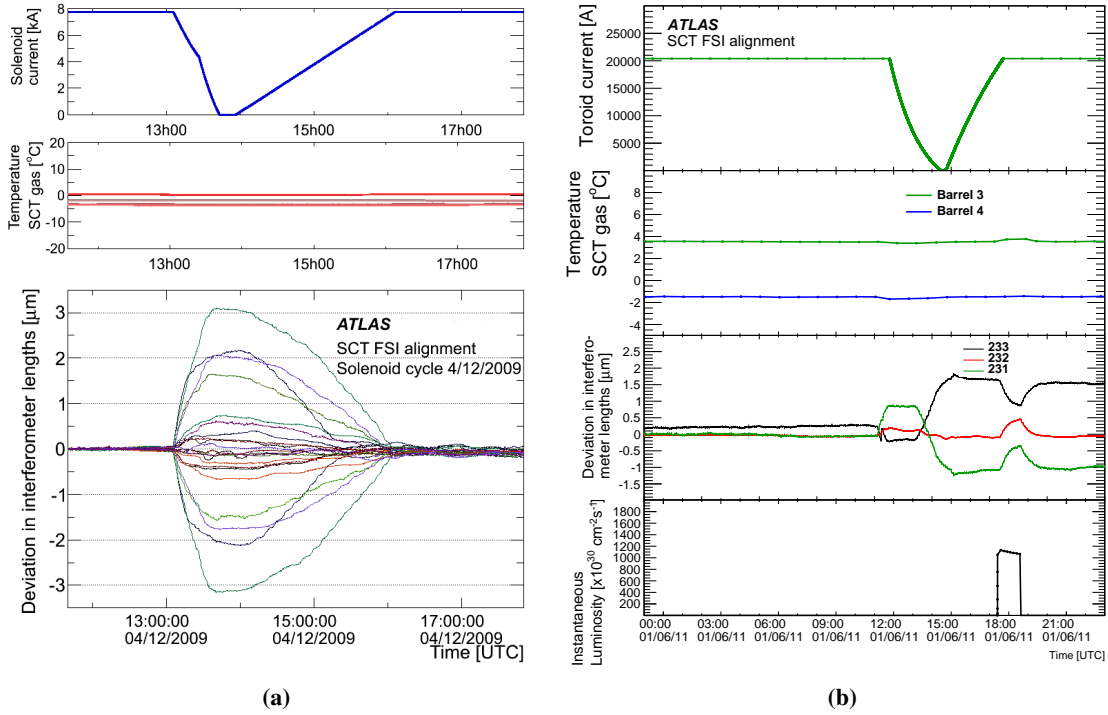 Solenoid
current [kA]
8
6
4
2
0
13h00
15h00
17h00
Temperature
SCT gas [°C]
20
10
0
-10
-20
13h00
15h00
17h00
Deviation in interferometer lengths [μm]
3
2
1
0
-1
-2
-3
ATLAS
SCT FSI alignment
Solenoid cycle 4/12/2009
13:00:00
04/12/2009
15:00:00
04/12/2009
17:00:00
04/12/2009
Time [UTC]
(a)
Toroid current [A]
25000
20000
15000
10000
5000
ATLAS
SCT FSI alignment
Temperature
SCT gas [°C]
8
6
4
2
0
-2
-4
Barrel 3
Barrel 4
Deviation in interfero-
meter lengths [μm]
2.5
2
1.5
1
0.5
0
-0.5
-1
-1.5
233
232
231
Instantaneous
Luminosity [x10^30 cm^-2 s^-1]
1800
1600
1400
1200
1000
800
600
400
200
00:00
01/06/11
03:00
01/06/11
06:00
01/06/11
09:00
01/06/11
12:00
01/06/11
15:00
01/06/11
18:00
01/06/11
21:00
01/06/11
Time [UTC]
(b)